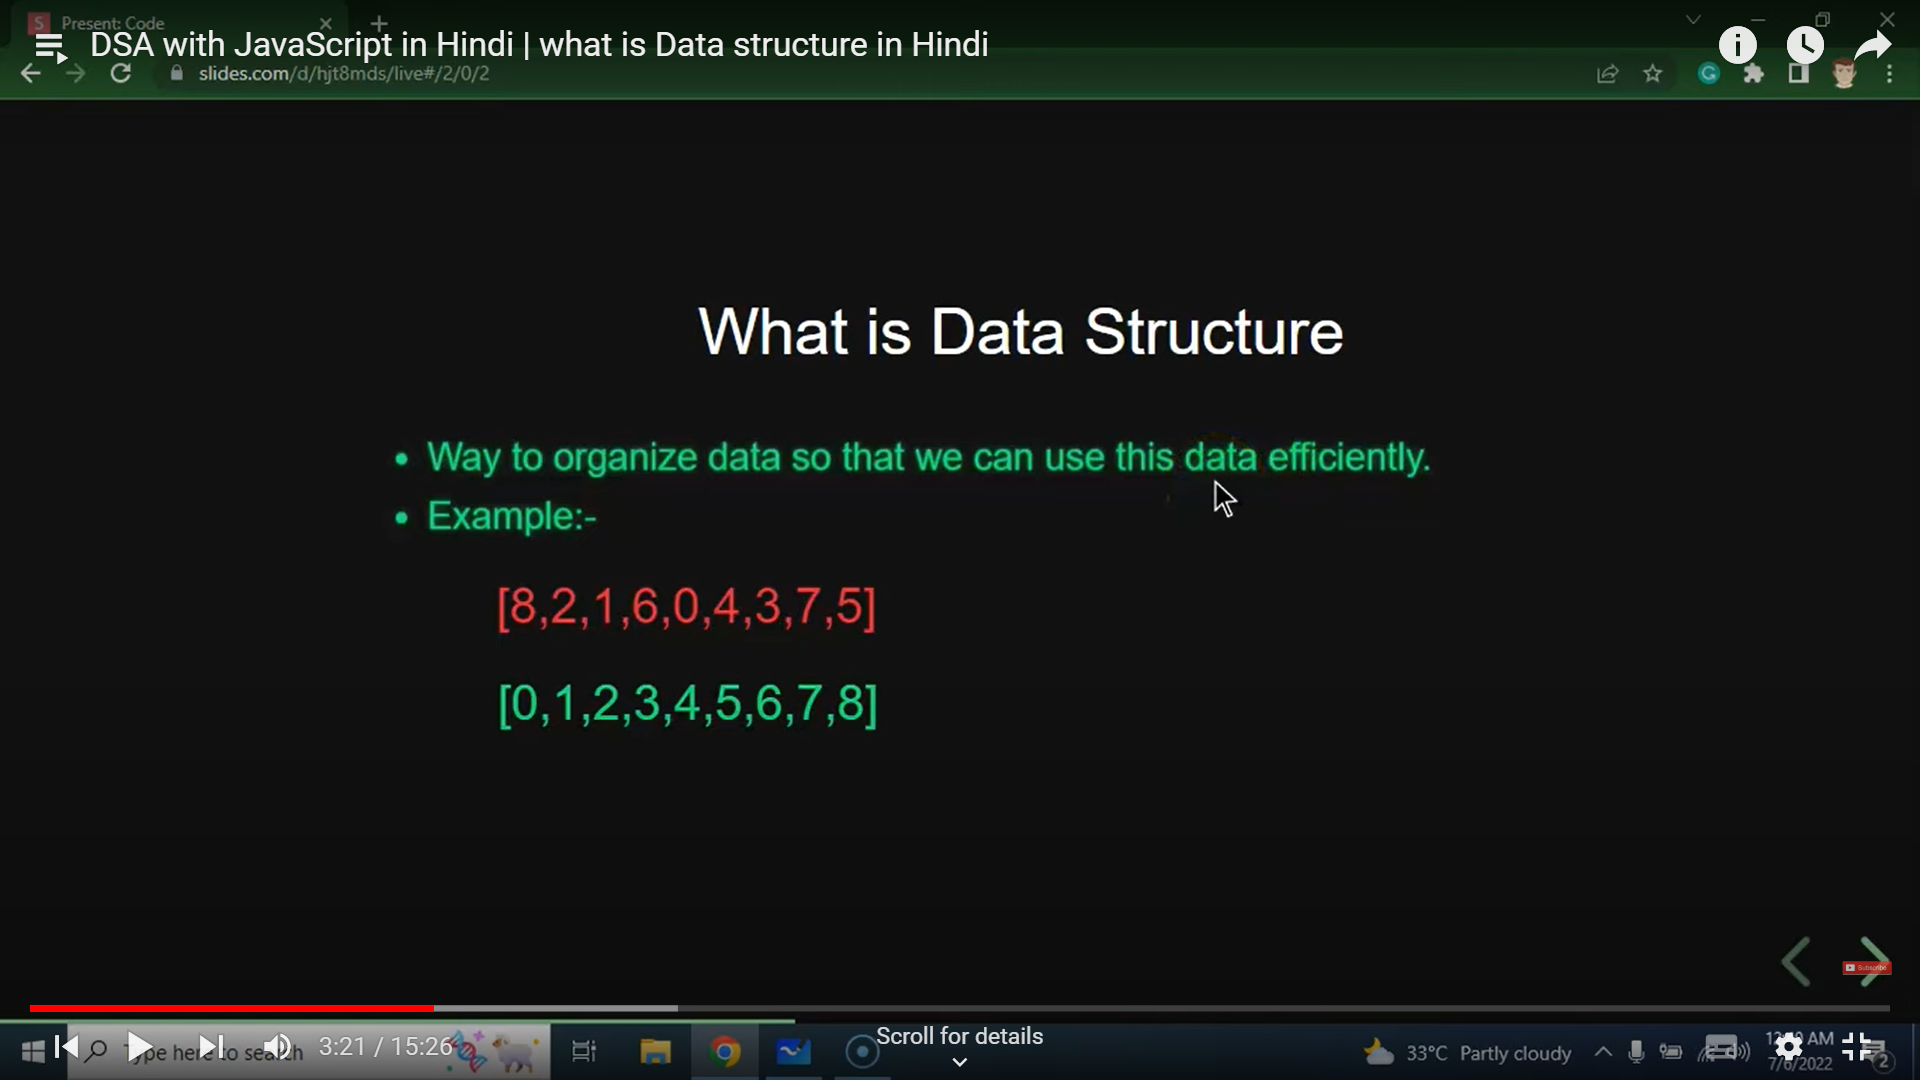 Present: Code
DSA with JavaScript in Hindi | what is Data structure in Hindi
slides.com/d/hjt8mds/live#/2/0/2
What is Data Structure
Way to organize data so that we can use this data efficiently.
Example:-
[8,2,1,6,0,4,3,7,5]
[0,1,2,3,4,5,6,7,8]
Subscribe
Scroll for details
Type here to search
3:21 / 15:26
33°C Partly cloudy
AM
7/6/2022
2